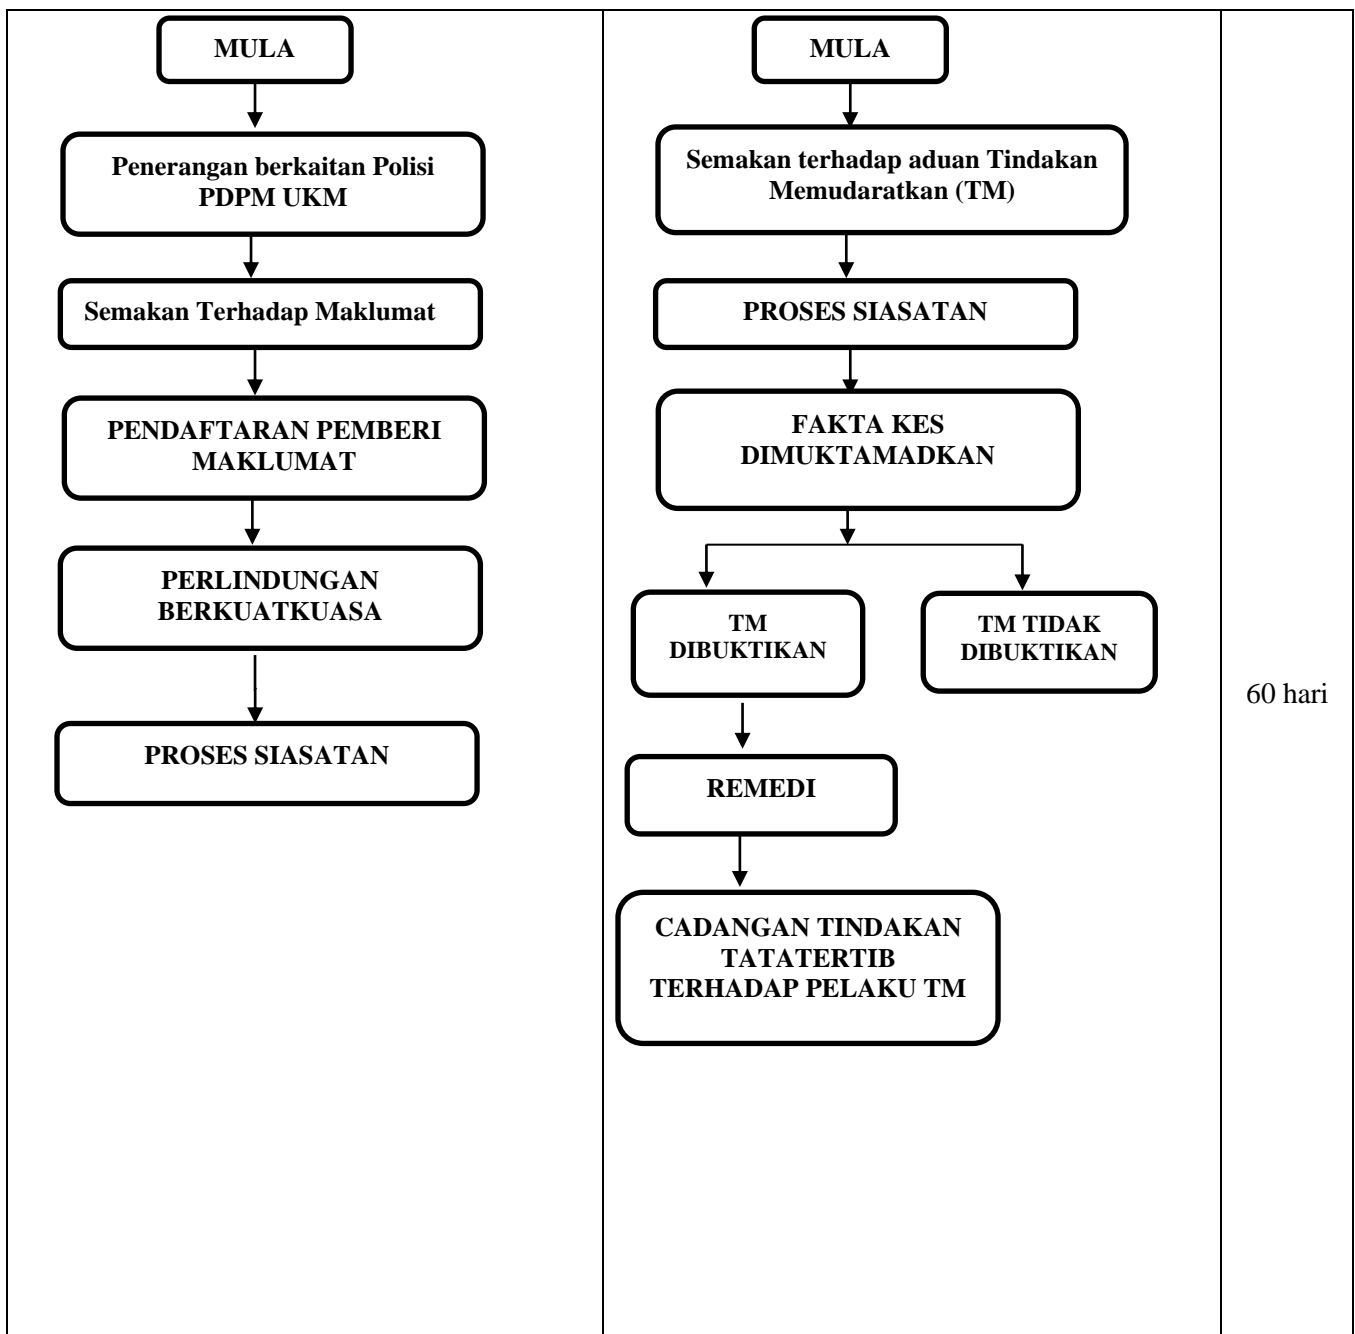 MULA
Penerangan berkaitan Polisi
PDPM UKM
Semakan Terhadap Maklumat
PENDAFTARAN PEMBERI
MAKLUMAT
PERLINDUNGAN
BERKUATKUASA
PROSES SIASATAN
MULA
Semakan terhadap aduan Tindakan
Memudaratkan (TM)
PROSES SIASATAN
FAKTA KES
DIMUKTAMADKAN
TM
DIBUKTIKAN
TM TIDAK
DIBUKTIKAN
REMEDI
CADANGAN TINDAKAN
TATATERTIB
TERHADAP PELAKU TM
60 hari